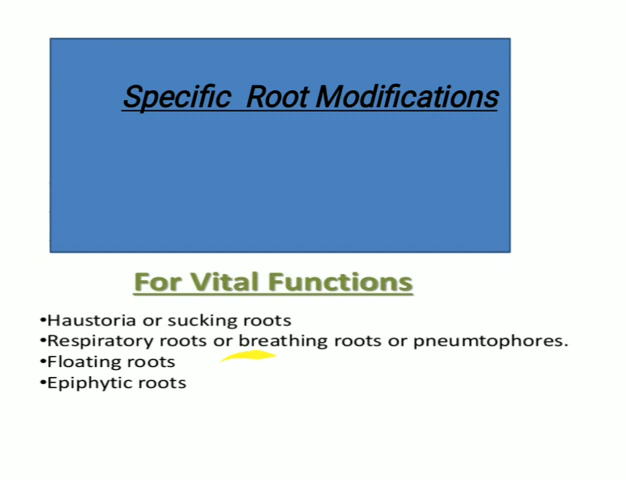 Specific Root Modifications
For Vital Functions
•Haustoria or sucking roots
•Respiratory roots or breathing roots or pneumtophores.
•Floating roots
•Epiphytic roots